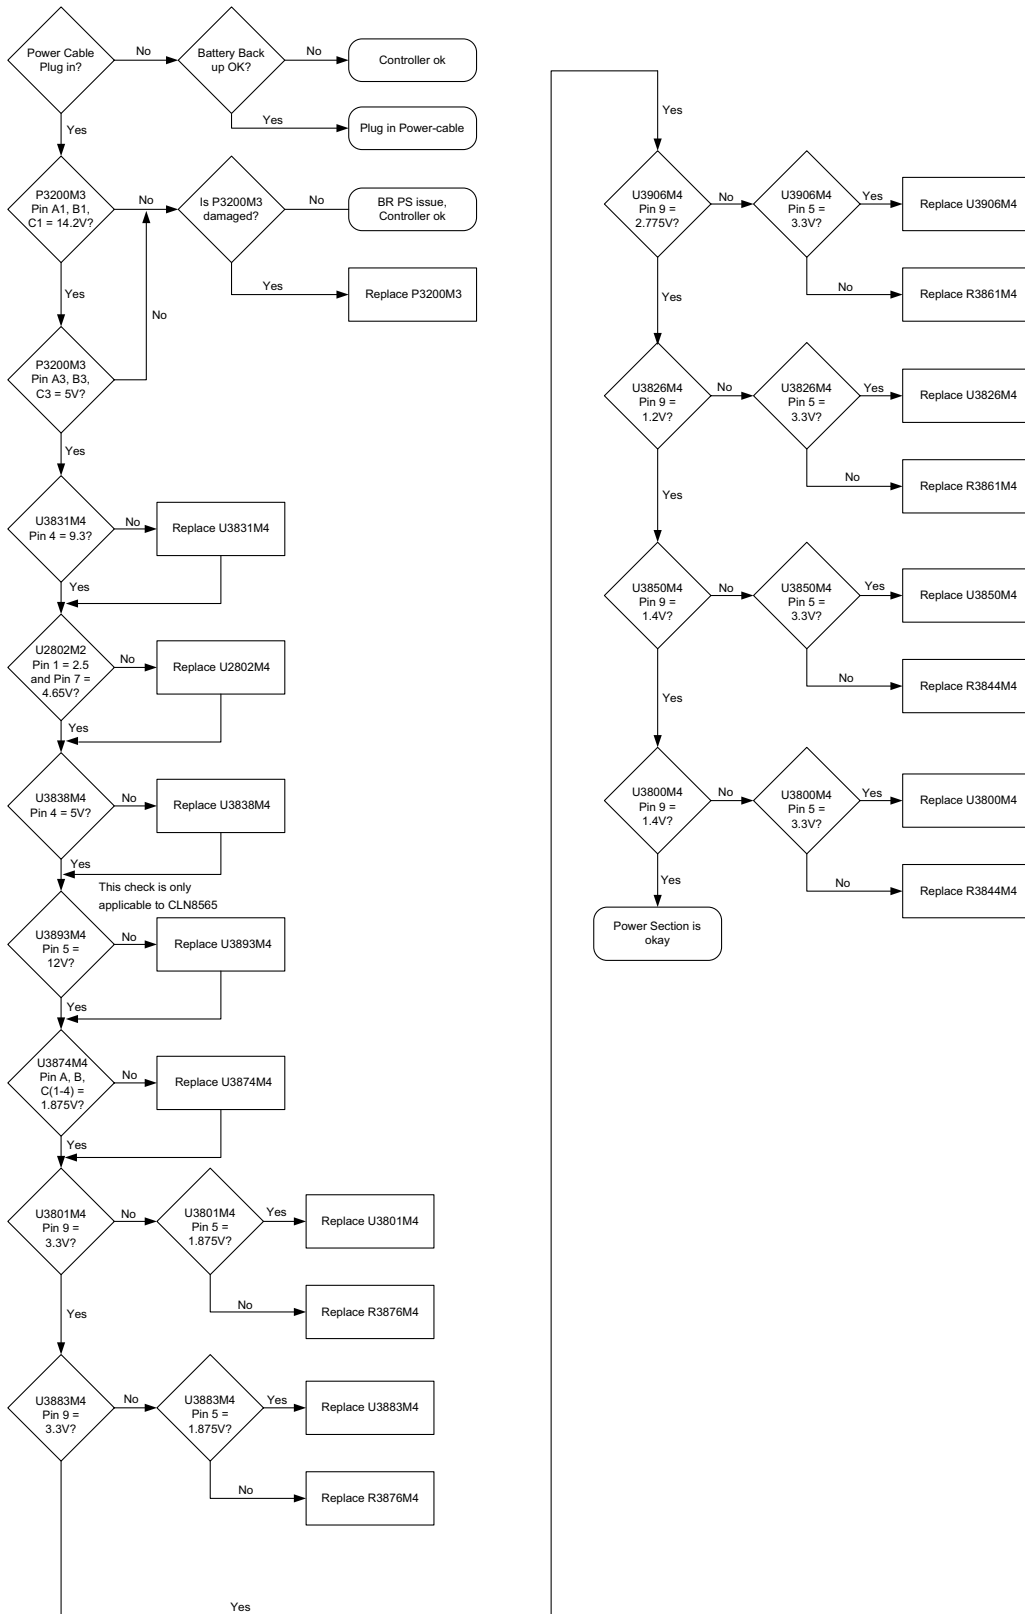 Power Cable
Plug in?
No
Battery Back
up OK?
No
Controller ok
Yes
Plug in Power-cable
Yes
P3200M3
Pin A1, B1,
C1 = 14.2V?
No
Is P3200M3
damaged?
No
BR PS issue,
Controller ok
Yes
Replace P3200M3
Yes
No
P3200M3
Pin A3, B3,
C3 = 5V?
Yes
U3831M4
Pin 4 = 9.3?
No
Replace U3831M4
Yes
U2802M2
Pin 1 = 2.5
and Pin 7 =
4.65V?
No
Replace U2802M4
Yes
U3838M4
Pin 4 = 5V?
No
Replace U3838M4
Yes
This check is only
applicable to CLN8565
U3893M4
Pin 5 =
12V?
No
Replace U3893M4
Yes
U3874M4
Pin A, B,
C(1-4) =
1.875V?
No
Replace U3874M4
Yes
U3801M4
Pin 9 =
3.3V?
No
U3801M4
Pin 5 =
1.875V?
Yes
Replace U3801M4
No
Replace R3876M4
Yes
U3883M4
Pin 9 =
3.3V?
No
U3883M4
Pin 5 =
1.875V?
Yes
Replace U3883M4
No
Replace R3876M4
Yes
Yes
U3906M4
Pin 9 =
2.775V?
No
U3906M4
Pin 5 =
3.3V?
Yes
Replace U3906M4
No
Replace R3861M4
Yes
U3826M4
Pin 9 =
1.2V?
No
U3826M4
Pin 5 =
3.3V?
Yes
Replace U3826M4
No
Replace R3861M4
Yes
U3850M4
Pin 9 =
1.4V?
No
U3850M4
Pin 5 =
3.3V?
Yes
Replace U3850M4
No
Replace R3844M4
Yes
U3800M4
Pin 9 =
1.4V?
No
U3800M4
Pin 5 =
3.3V?
Yes
Replace U3800M4
No
Replace R3844M4
Yes
Power Section is
okay